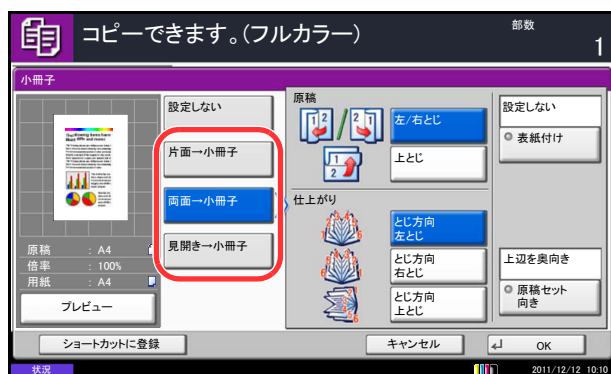 コピーできます。(フルカラー)
部数
1
小冊子
設定しない
片面→小冊子
両面→小冊子
見開き→小冊子
原稿 : A4
倍率 : 100%
用紙 : A4
プレビュー
原稿
左/右とじ
上とじ
仕上がり
とじ方向
左とじ
とじ方向
右とじ
とじ方向
上とじ
設定しない
表紙付け
上辺を奥向き
原稿セット
向き
ショートカットに登録
キャンセル
OK
状況
2011/12/12 10:10